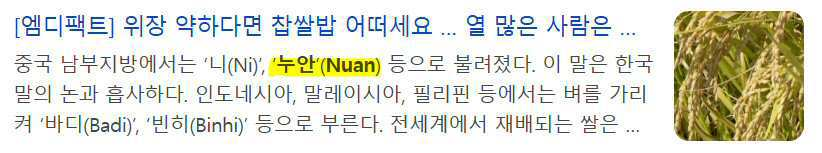 [엠디팩트] 위장 약하다면 찹쌀밥 어떠세요 ... 열 많은 사람은 ...
중국 남부지방에서는 ‘니(Ni)’, ‘누안’(Nuan) 등으로 불려졌다. 이 말은 한국
말의 논과 흡사하다. 인도네시아, 말레이시아, 필리핀 등에서는 벼를 가리
켜 ‘바디(Badi)’, ‘빈히(Binhi)’ 등으로 부른다. 전세계에서 재배되는 쌀은 ...